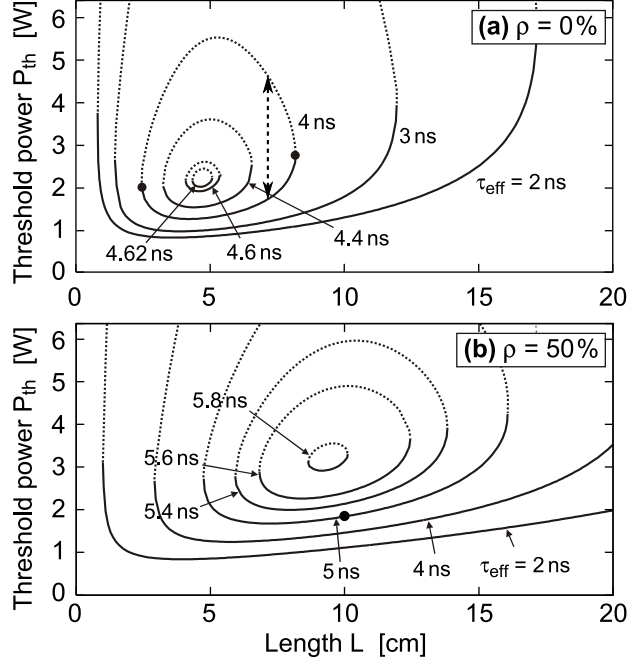 Threshold power P_th [W]
6
5
4
3
2
1
0
(a) ρ = 0%
4 ns
3 ns
τ_eff = 2 ns
4.62 ns
4.6 ns
4.4 ns
0 5 10 15 20
Threshold power P_th [W]
6
5
4
3
2
1
0
(b) ρ = 50%
5.8 ns
5.6 ns
5.4 ns
5 ns
4 ns
τ_eff = 2 ns
0 5 10 15 20
Length L [cm]